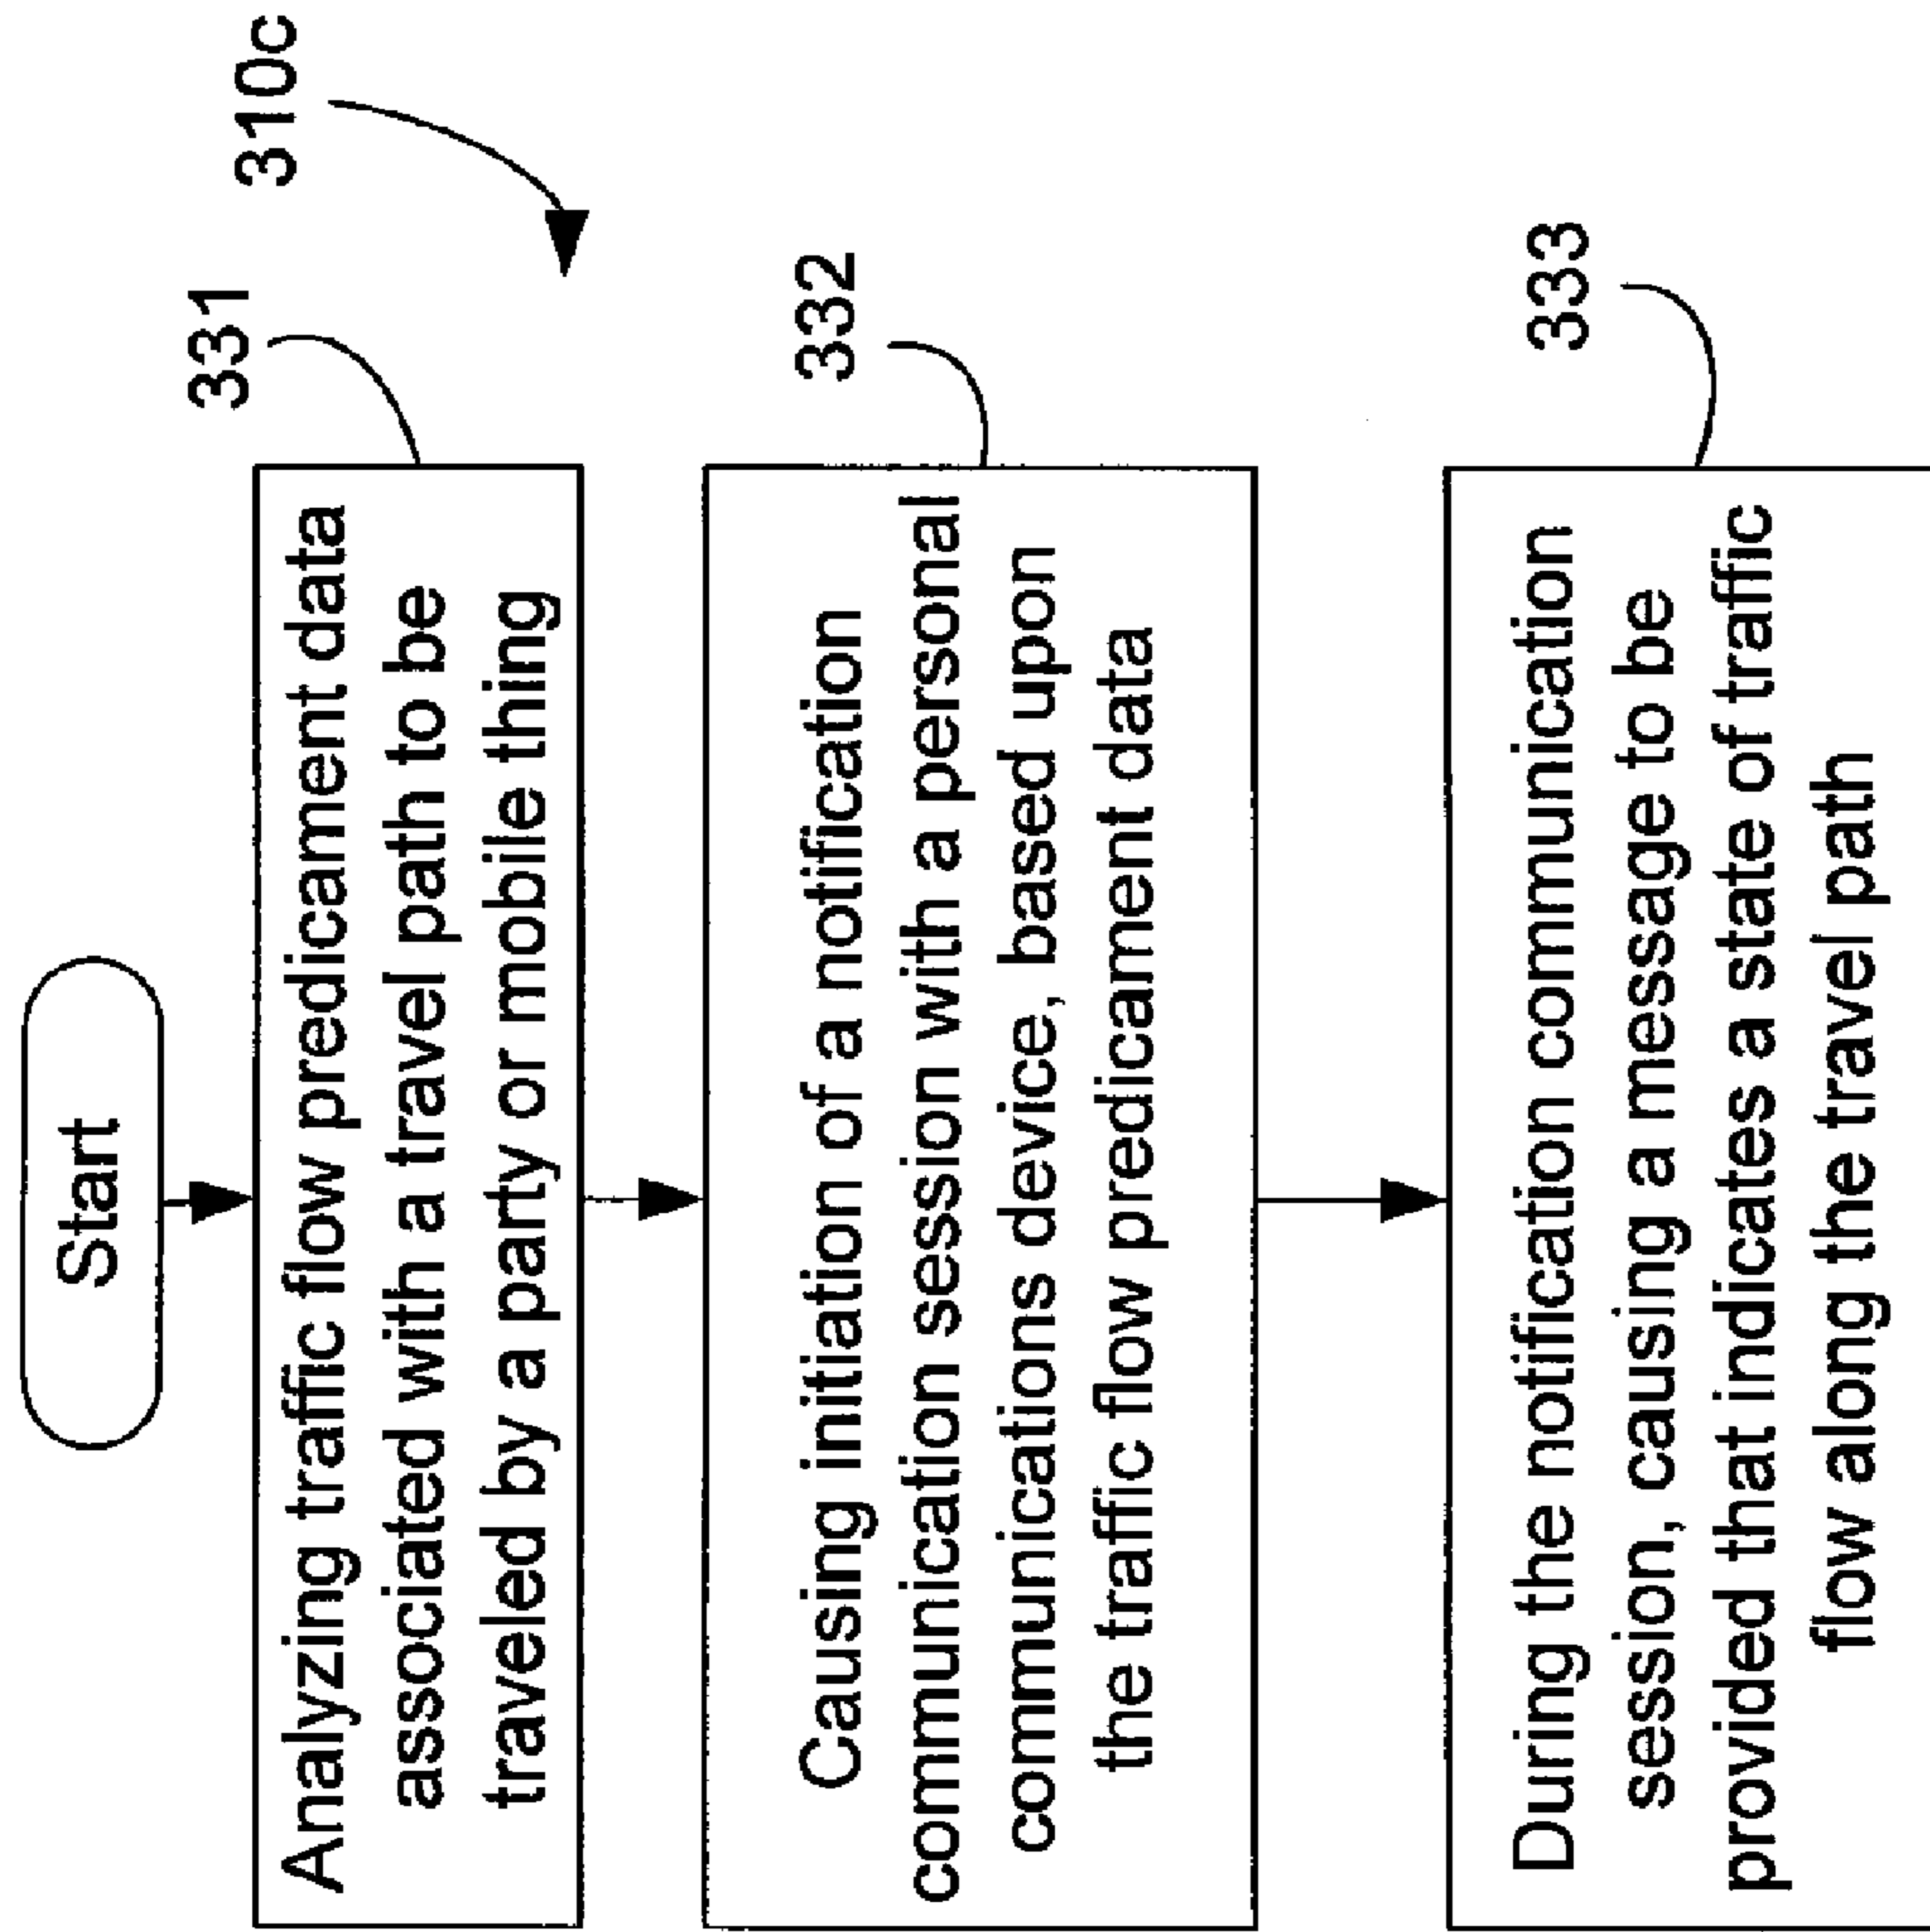 Start
310c
331
Analyzing traffic flow predicament data
associated with a travel path to be
traveled by a party or mobile thing
332
Causing initiation of a notification
communication session with a personal
communications device, based upon
the traffic flow predicament data
333
During the notification communication
session, causing a message to be
provided that indicates a state of traffic
flow along the travel path